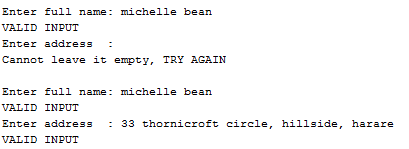 Enter full name: michelle bean
VALID INPUT
Enter address  :
Cannot leave it empty, TRY AGAIN
Enter full name: michelle bean
VALID INPUT
Enter address  : 33 thornicroft circle, hillside, harare
VALID INPUT